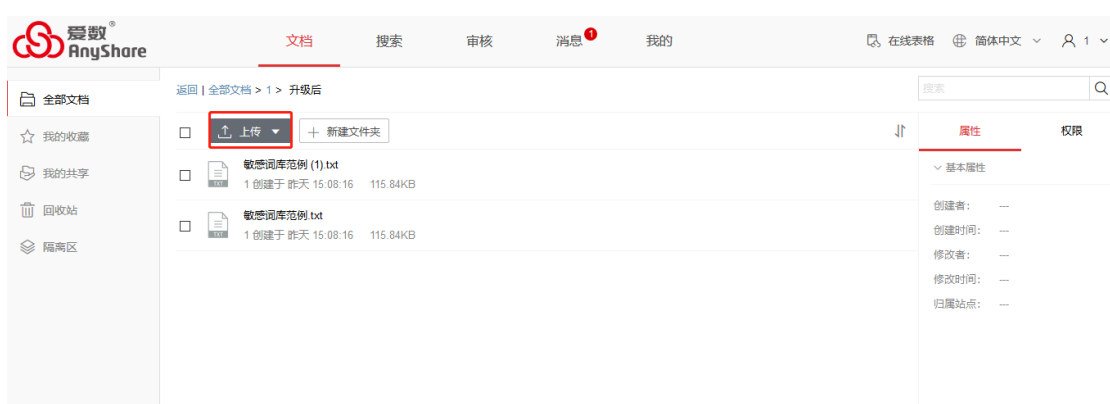 爱数®
AnyShare
文档 搜索 审核 消息 1 我的 在线表格 简体中文 1
全部文档
我的收藏
我的共享
回收站
隔离区
返回 | 全部文档 > 1 > 升级后
搜索
上传 新建文件夹
敏感词库范例 (1).txt
TXT
1 创建于 昨天 15:08:16 115.84KB
敏感词库范例.txt
TXT
1 创建于 昨天 15:08:16 115.84KB
属性 权限
基本属性
创建者: ---
创建时间: ---
修改者: ---
修改时间: ---
归属站点: ---